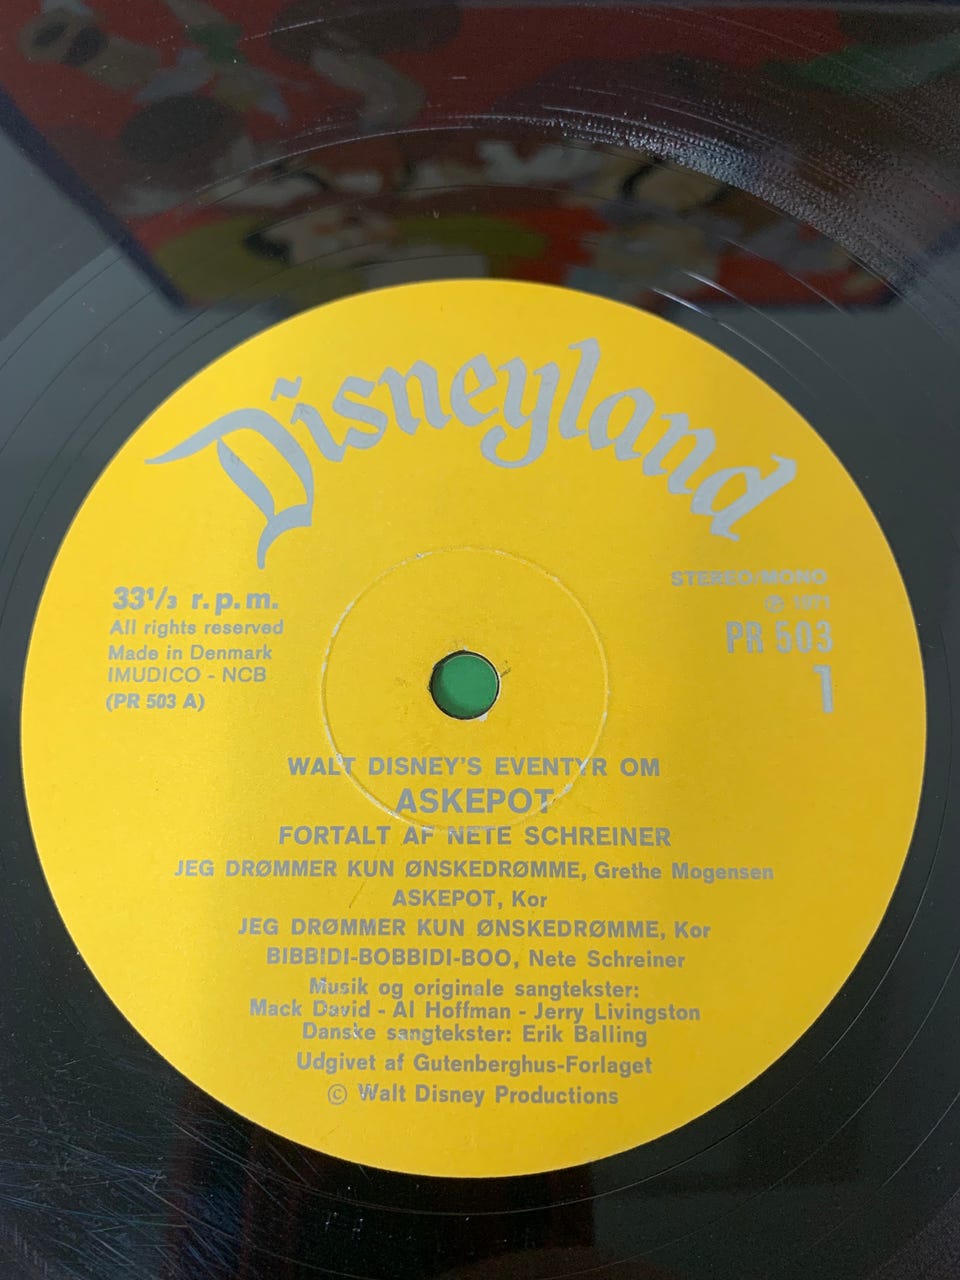 Disneyland
33 1/3 r.p.m.
All rights reserved
Made in Denmark
IMUDICO - NCB
(PR 503 A)
STEREO/MONO
℗ 1971
PR 503
1
WALT DISNEY'S EVENTYR OM
ASKEPOT
FORTALT AF NETE SCHREINER
JEG DRØMMER KUN ØNSKEDRØMME, Grethe Mogensen
ASKEPOT, Kor
JEG DRØMMER KUN ØNSKEDRØMME, Kor
BIBBIDI-BOBBIDI-BOO, Nete Schreiner
Musik og originale sangtekster:
Mack David - Al Hoffman - Jerry Livingston
Danske sangtekster: Erik Balling
Udgivet af Gutenberghus-Forlaget
© Walt Disney Productions